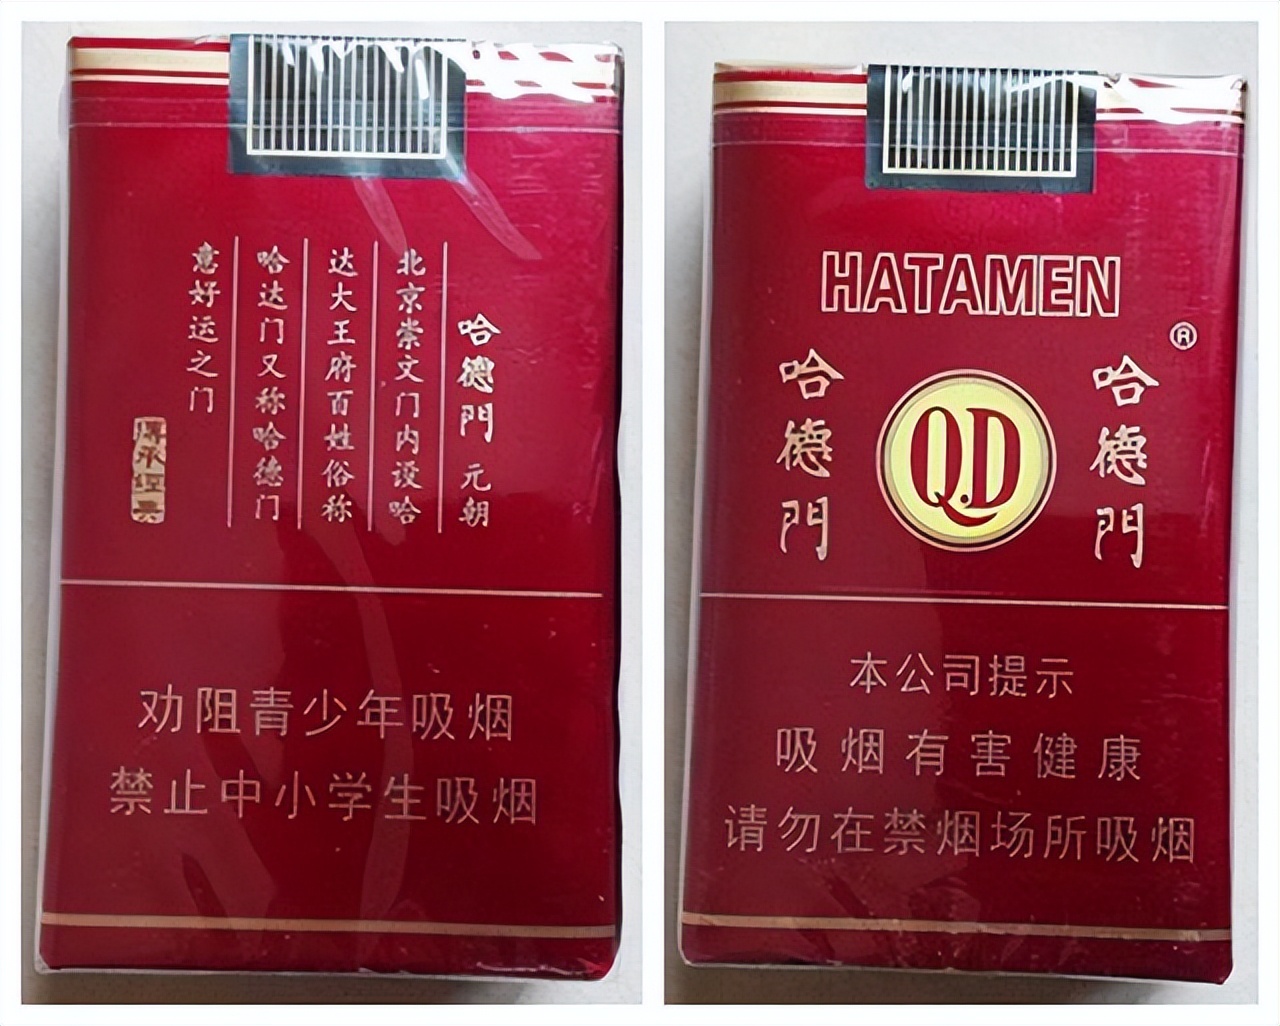 哈德門 元朝
北京崇文门内设哈
达大王府百姓俗称
哈达门又称哈德门
意好运之门
传承经典
劝阻青少年吸烟
禁止中小学生吸烟
HATAMEN
®
哈德門
QD
哈德門
本公司提示
吸烟有害健康
请勿在禁烟场所吸烟